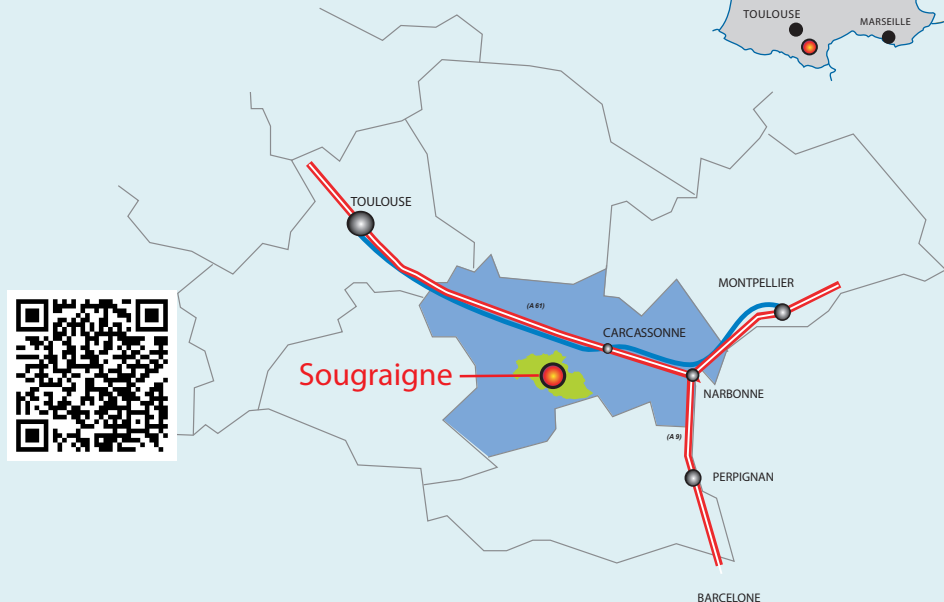 TOULOUSE
MARSEILLE
TOULOUSE
MONTPELLIER
(A 61)
CARCASSONNE
Sougraigne
NARBONNE
(A 9)
PERPIGNAN
BARCELONE